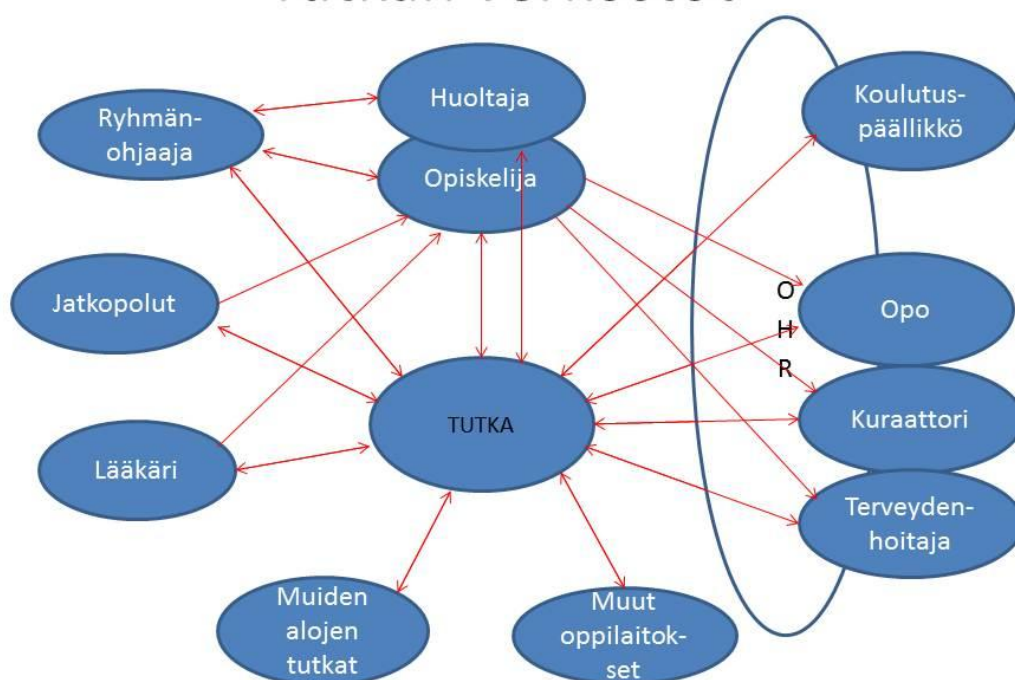 Huoltaja
Ryhmän-
ohjaaja
Opiskelija
Koulutus-
päällikkö
Jatkopolut
O
H
R
Opo
TUTKA
Kuraattori
Lääkäri
Terveyden-
hoitaja
Muiden
alojen
tutkat
Muut
oppilaitok-
set